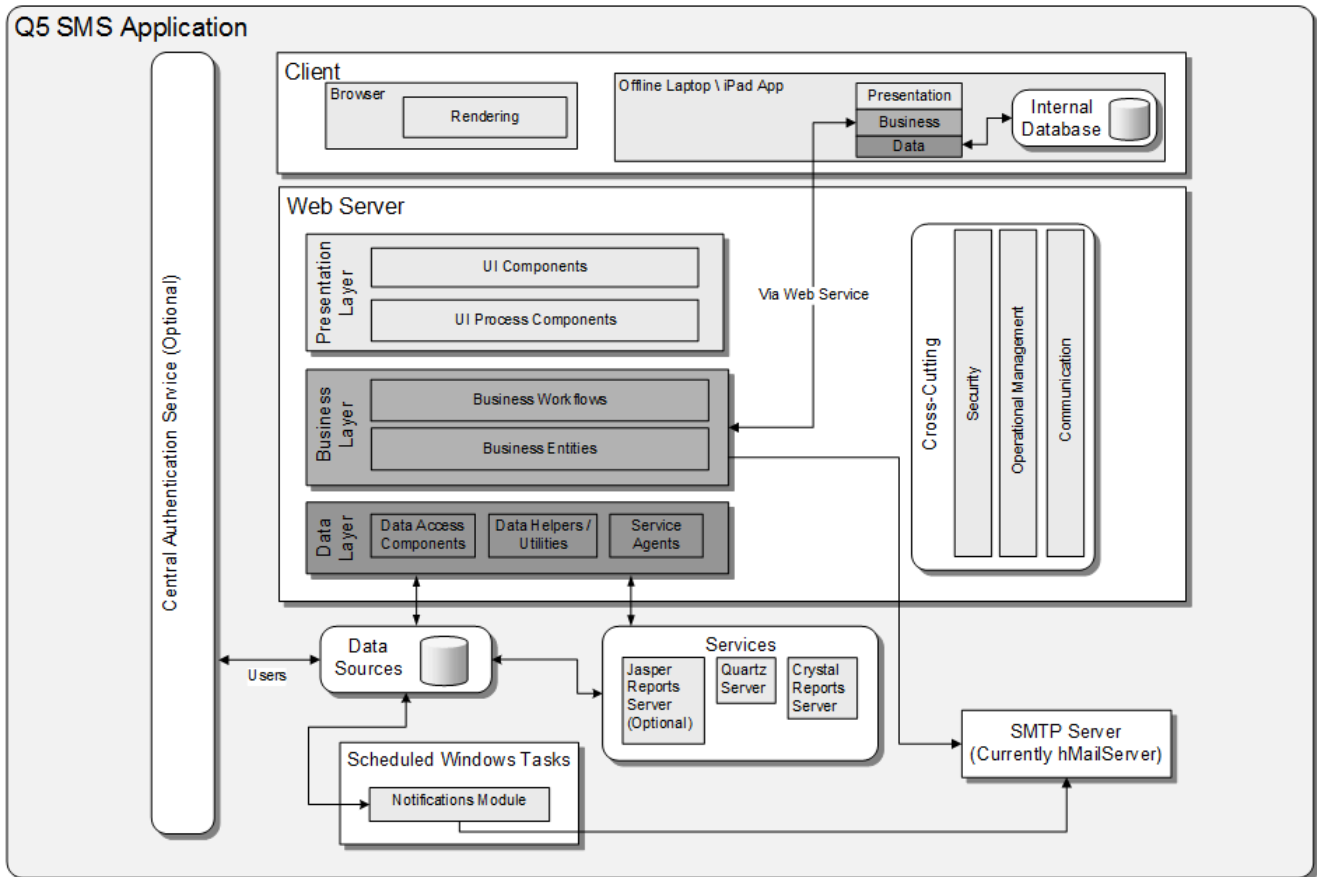 Q5 SMS Application
Central Authentication Service (Optional)
Client
Browser
Rendering
Offline Laptop \ iPad App
Presentation
Business
Data
Internal
Database
Web Server
Presentation
Layer
UI Components
UI Process Components
Via Web Service
Business
Layer
Business Workflows
Business Entities
Data
Layer
Data Access
Components
Data Helpers /
Utilities
Service
Agents
Cross-Cutting
Security
Operational Management
Communication
Users
Data
Sources
Services
Jasper
Reports
Server
(Optional)
Quartz
Server
Crystal
Reports
Server
SMTP Server
(Currently hMailServer)
Scheduled Windows Tasks
Notifications Module